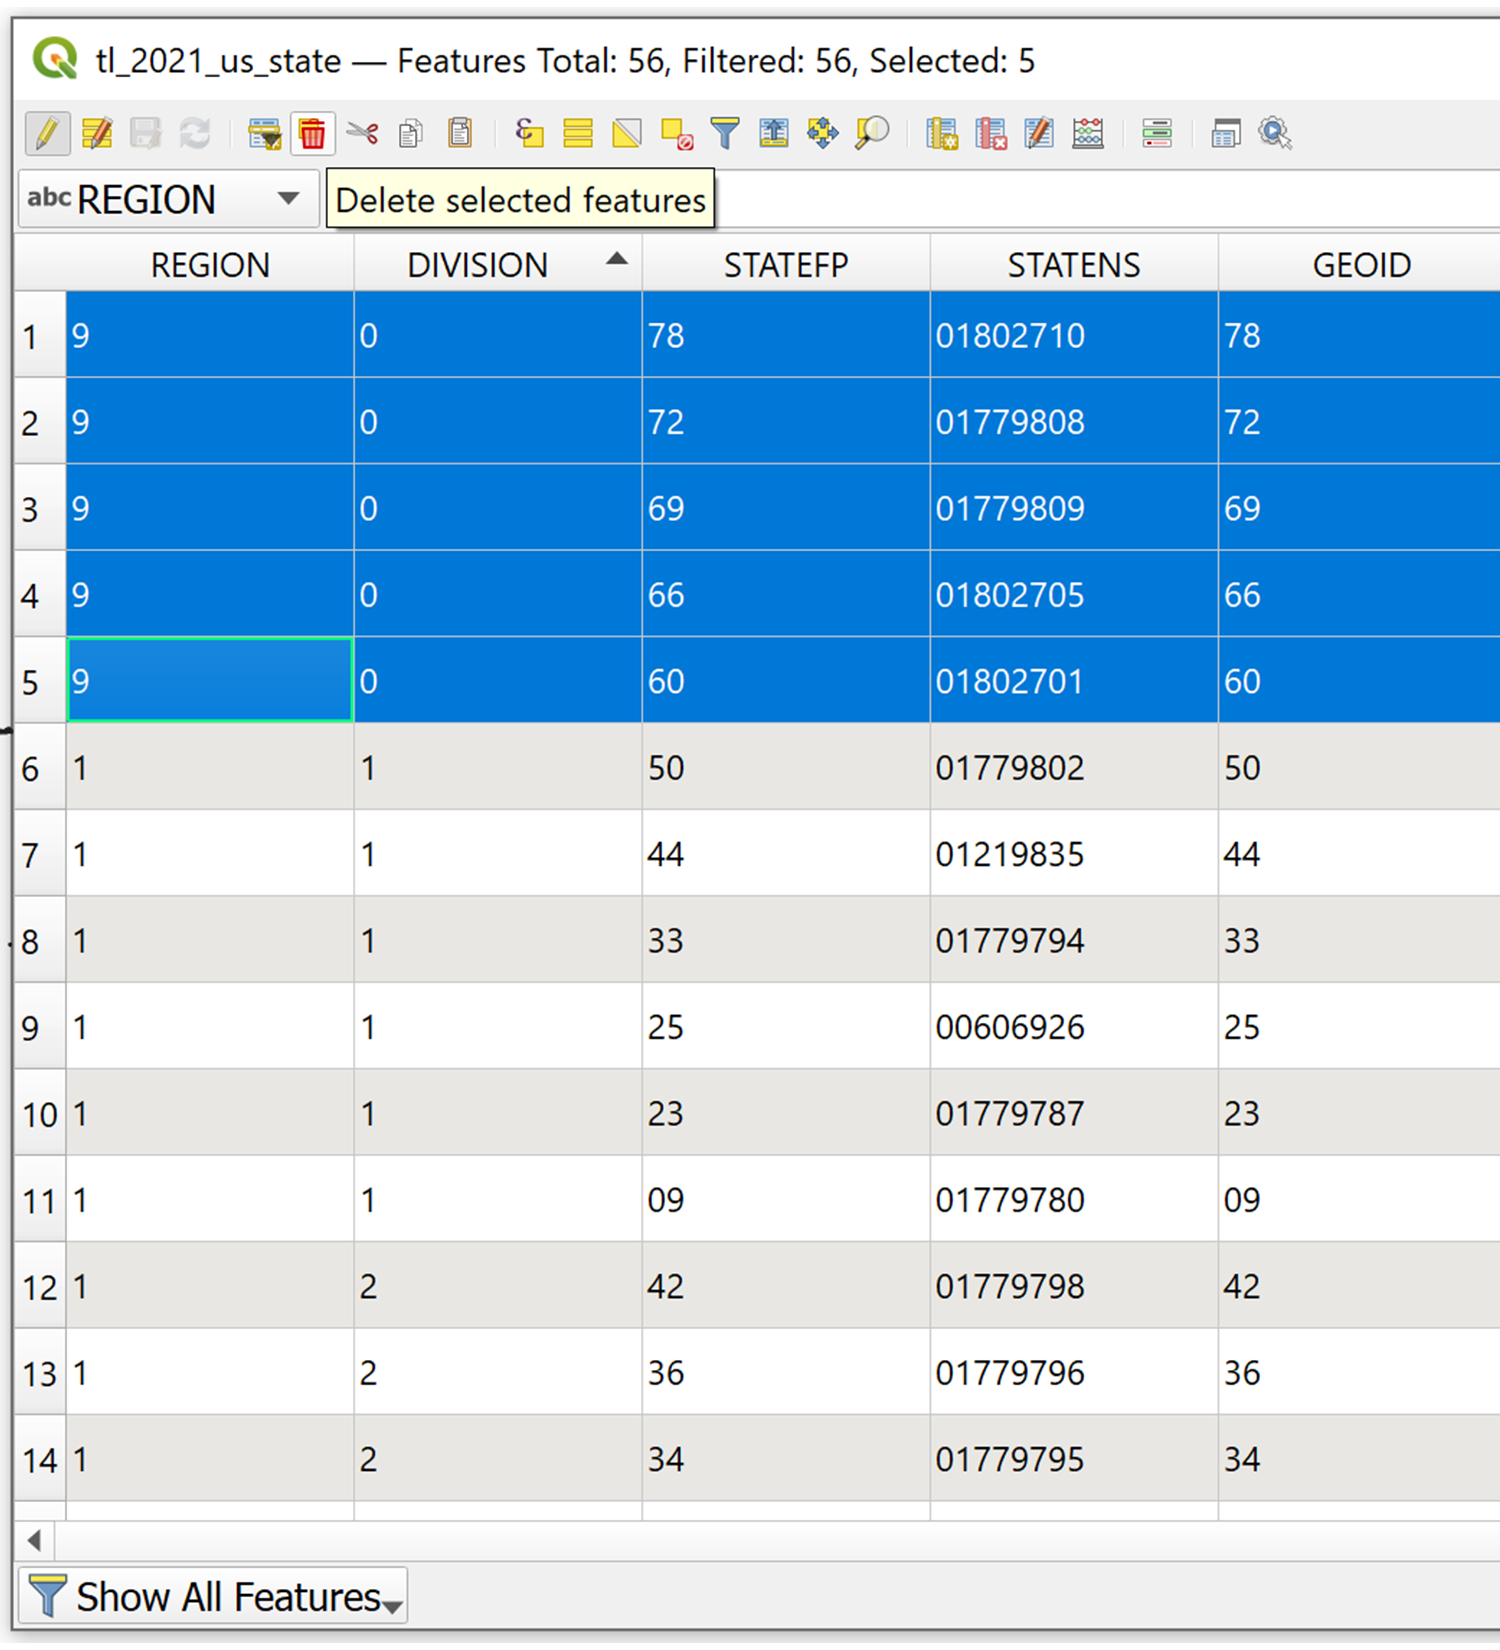 tl_2021_us_state — Features Total: 56, Filtered: 56, Selected: 5
abc REGION Delete selected features
REGION DIVISION STATEFP STATENS GEOID
1 9 0 78 01802710 78
2 9 0 72 01779808 72
3 9 0 69 01779809 69
4 9 0 66 01802705 66
5 9 0 60 01802701 60
6 1 1 50 01779802 50
7 1 1 44 01219835 44
8 1 1 33 01779794 33
9 1 1 25 00606926 25
10 1 1 23 01779787 23
11 1 1 09 01779780 09
12 1 2 42 01779798 42
13 1 2 36 01779796 36
14 1 2 34 01779795 34
Show All Features